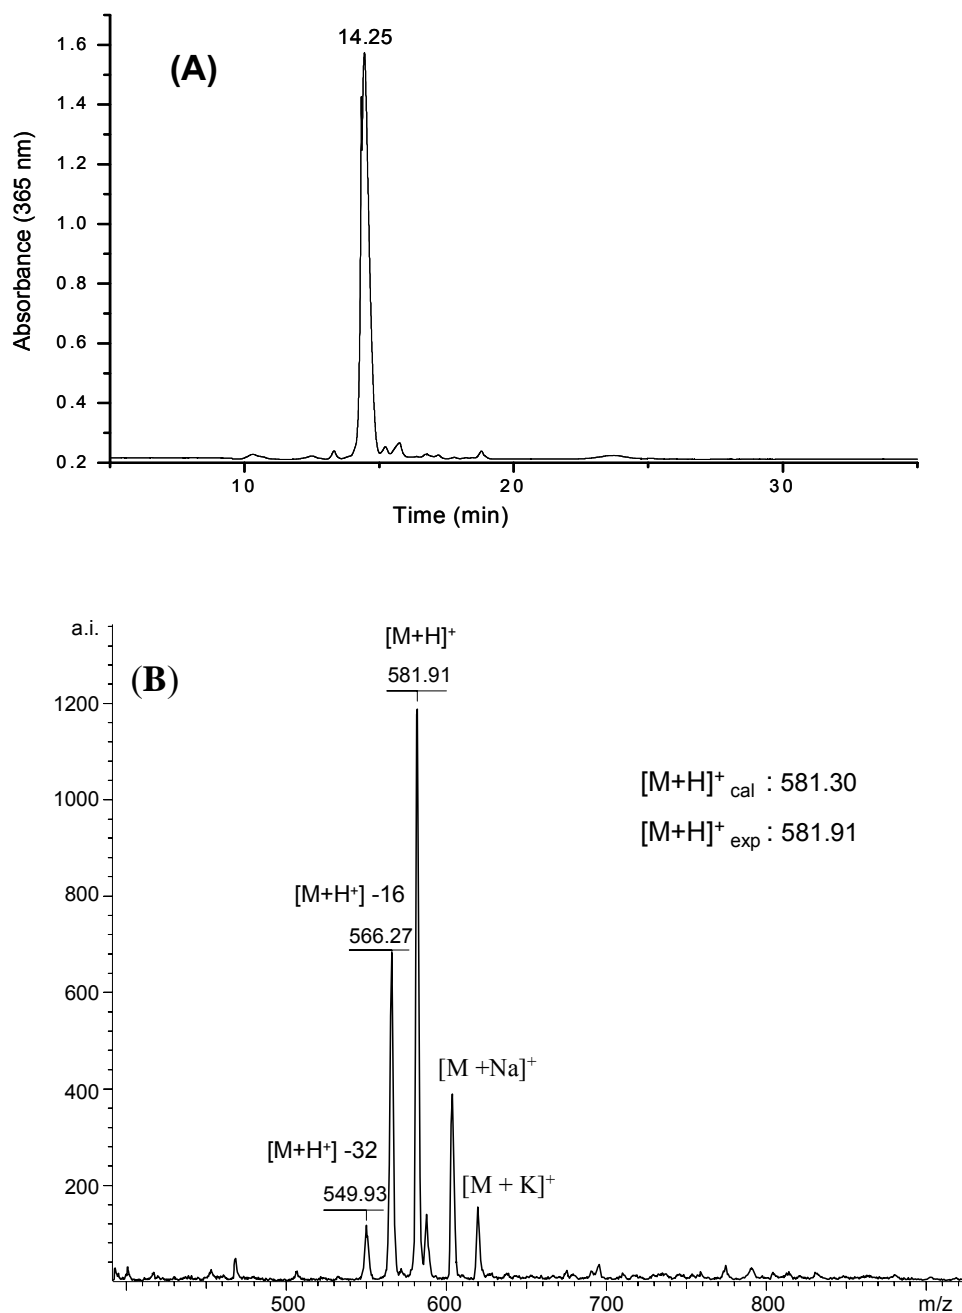 14.25
(A)
1.6
1.4
1.2
1.0
0.8
0.6
0.4
0.2
Absorbance (365 nm)
10 20 30
Time (min)
a.i.
[M+H]⁺
(B)
581.91
1200
[M+H]⁺ cal : 581.30
1000
[M+H]⁺ exp : 581.91
[M+H⁺] -16
800
566.27
600
[M +Na]⁺
400
[M+H⁺] -32
[M + K]⁺
549.93
200
500 600 700 800 m/z